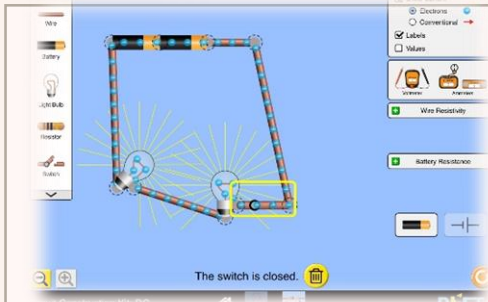 Wire
Battery
Light Bulb
Resistor
Switch
Electrons
Conventional
Labels
Values
Voltmeter
Ammeter
Wire Resistivity
Battery Resistance
The switch is closed.